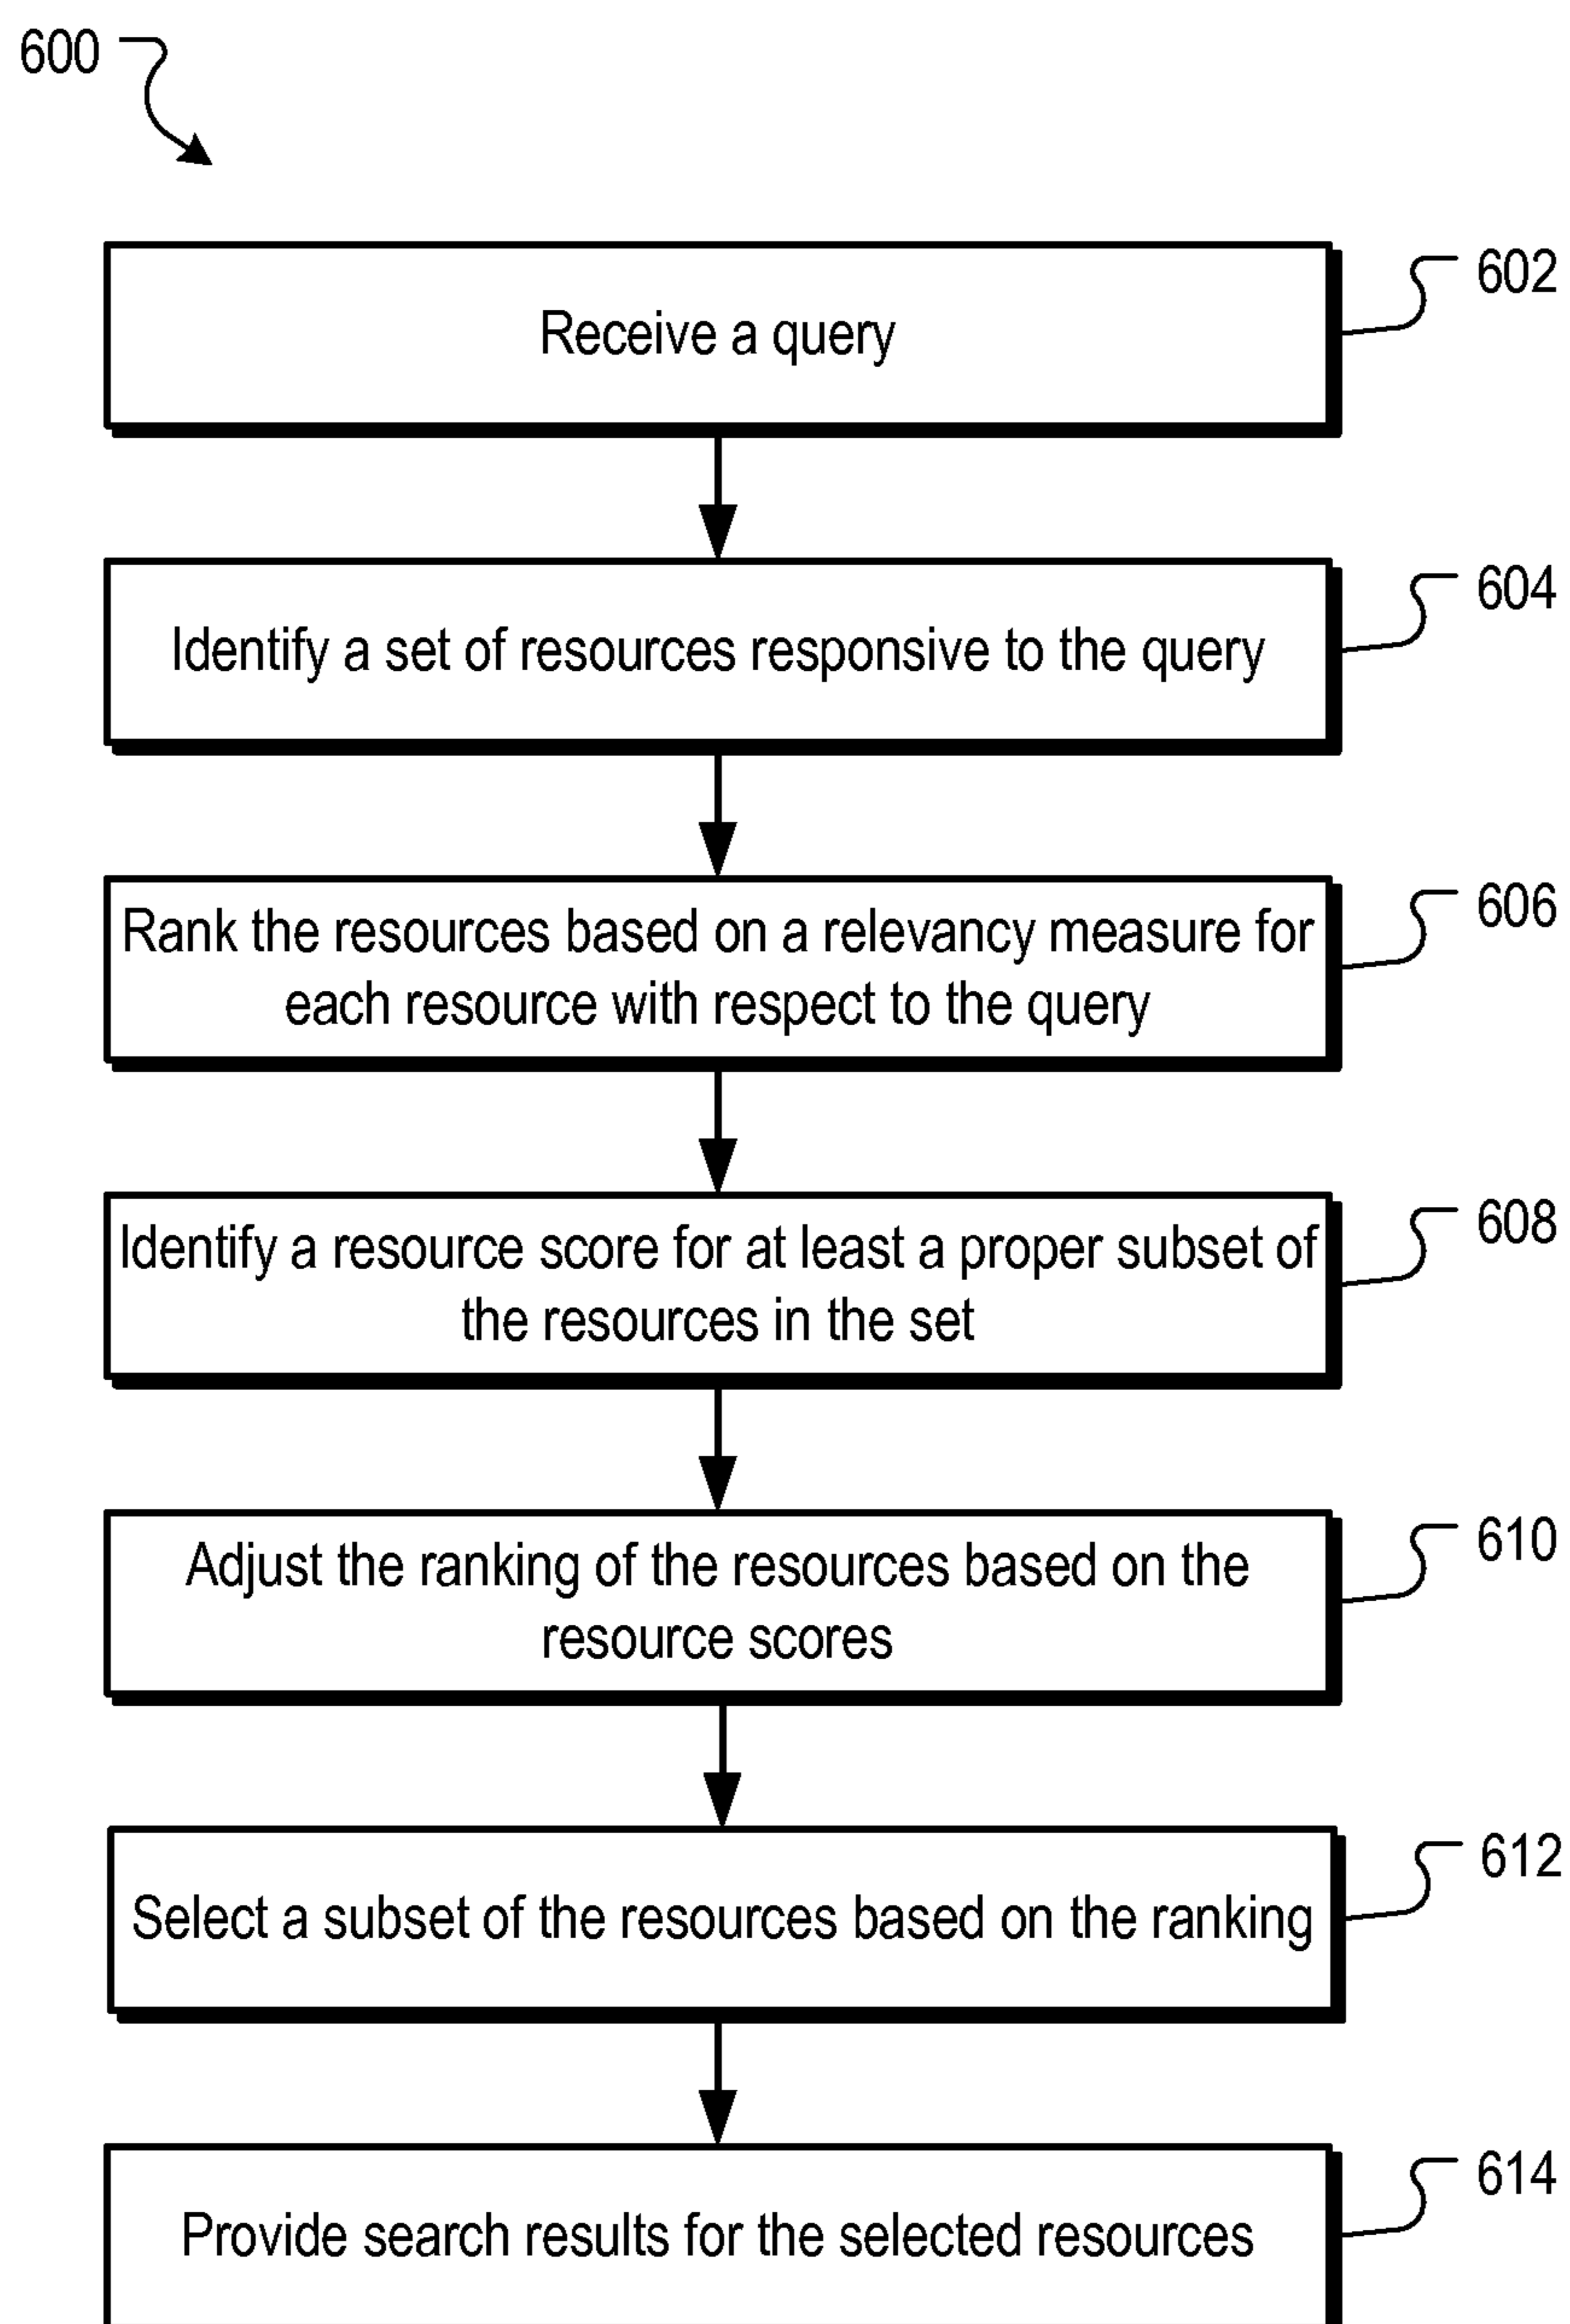 600
Receive a query
602
Identify a set of resources responsive to the query
604
Rank the resources based on a relevancy measure for
each resource with respect to the query
606
Identify a resource score for at least a proper subset of
the resources in the set
608
Adjust the ranking of the resources based on the
resource scores
610
Select a subset of the resources based on the ranking
612
Provide search results for the selected resources
614